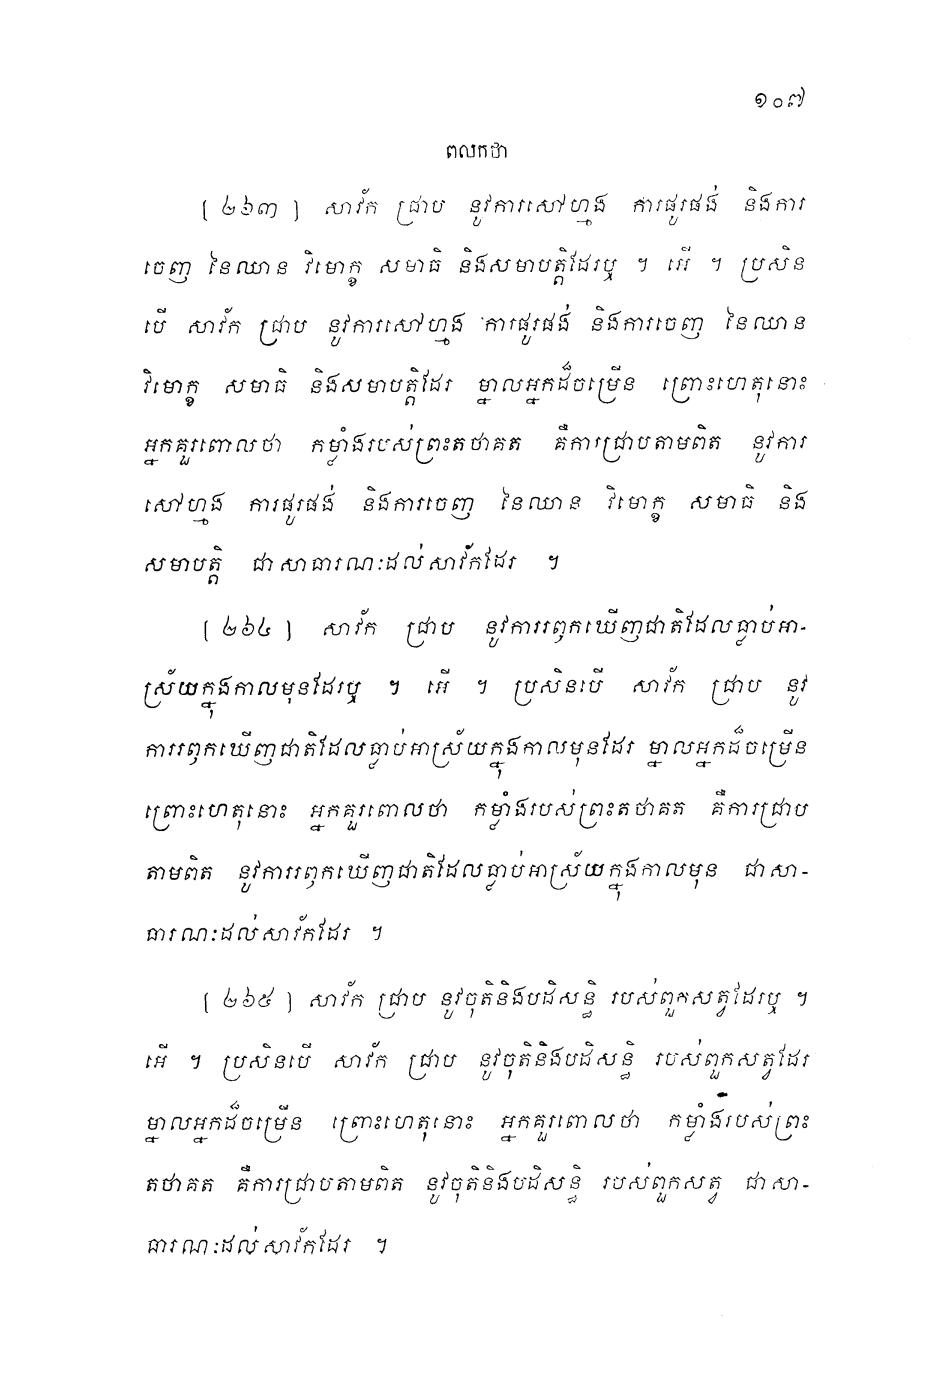 ១០៧
ពលកថា
[ ២៦៣ ] សាវ័ក ជ្រាប នូវការសៅហ្មង ការផូរផង់ និងការ
ចេញ នៃឈាន វិមោក្ខ សមាធិ និងសមាបត្តិដែរឬ ។ អើ ។ ប្រសិន
បើ សាវ័ក ជ្រាប នូវការសៅហ្មង ការផូរផង់ និងការចេញ នៃឈាន
វិមោក្ខ សមាធិ និងសមាបត្តិដែរ ម្នាលអ្នកដ៏ចម្រើន ព្រោះហេតុនោះ
អ្នកគួរពោលថា កម្លាំងរបស់ព្រះតថាគត គឺការជ្រាបតាមពិត នូវការ
សៅហ្មង ការផូរផង់ និងការចេញ នៃឈាន វិមោក្ខ សមាធិ និង
សមាបត្តិ ជាសាធារណៈដល់សាវ័កដែរ ។
[ ២៦៤ ] សាវ័ក ជ្រាប នូវការរឭកឃើញជាតិដែលធ្លាប់អា-
ស្រ័យក្នុងកាលមុនដែរឬ ។ អើ ។ ប្រសិនបើ សាវ័ក ជ្រាប នូវ
ការរឭកឃើញជាតិដែលធ្លាប់អាស្រ័យក្នុងកាលមុនដែរ ម្នាលអ្នកដ៏ចម្រើន
ព្រោះហេតុនោះ អ្នកគួរពោលថា កម្លាំងរបស់ព្រះតថាគត គឺការជ្រាប
តាមពិត នូវការរឭកឃើញជាតិដែលធ្លាប់អាស្រ័យក្នុងកាលមុន ជាសា-
ធារណៈដល់សាវ័កដែរ ។
[ ២៦៥ ] សាវ័ក ជ្រាប នូវចុតិនិងបដិសន្ធិ របស់ពួកសត្វដែរឬ ។
អើ ។ ប្រសិនបើ សាវ័ក ជ្រាប នូវចុតិនិងបដិសន្ធិ របស់ពួកសត្វដែរ
ម្នាលអ្នកដ៏ចម្រើន ព្រោះហេតុនោះ អ្នកគួរពោលថា កម្លាំងរបស់ព្រះ
តថាគត គឺការជ្រាបតាមពិត នូវចុតិនិងបដិសន្ធិ របស់ពួកសត្វ ជាសា-
ធារណៈដល់សាវ័កដែរ ។